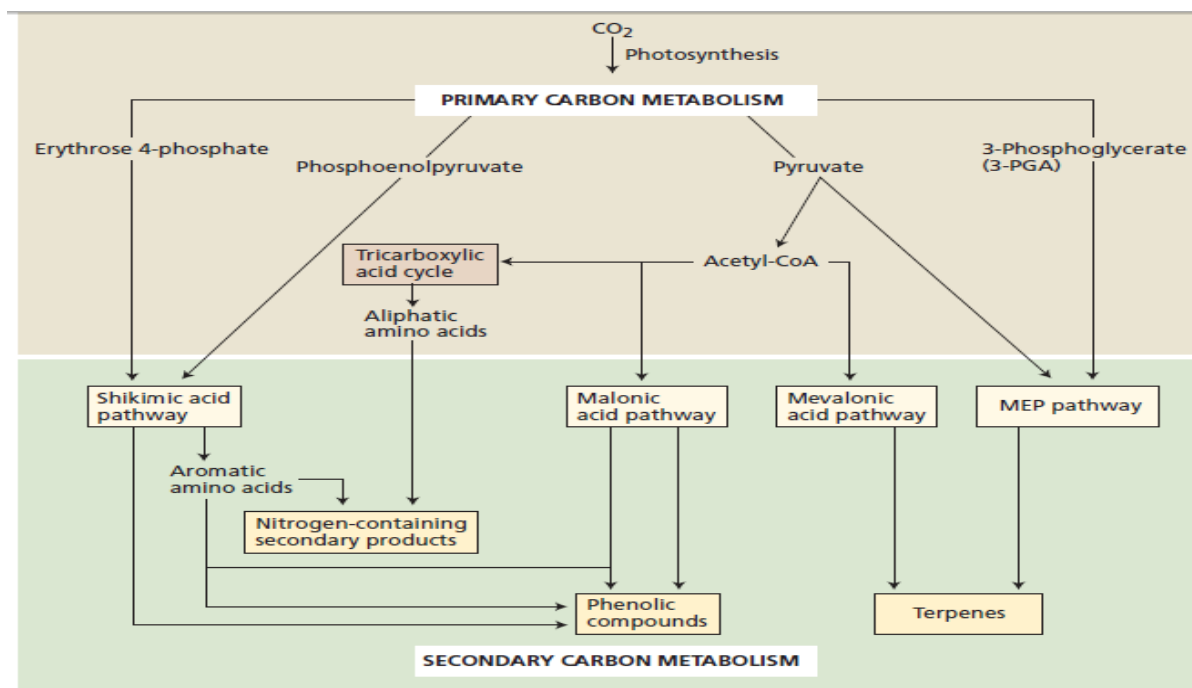 CO2
Photosynthesis
PRIMARY CARBON METABOLISM
Erythrose 4-phosphate
Phosphoenolpyruvate
Pyruvate
3-Phosphoglycerate
(3-PGA)
Tricarboxylic
acid cycle
Acetyl-CoA
Aliphatic
amino acids
Shikimic acid
pathway
Malonic
acid pathway
Mevalonic
acid pathway
MEP pathway
Aromatic
amino acids
Nitrogen-containing
secondary products
Phenolic
compounds
Terpenes
SECONDARY CARBON METABOLISM